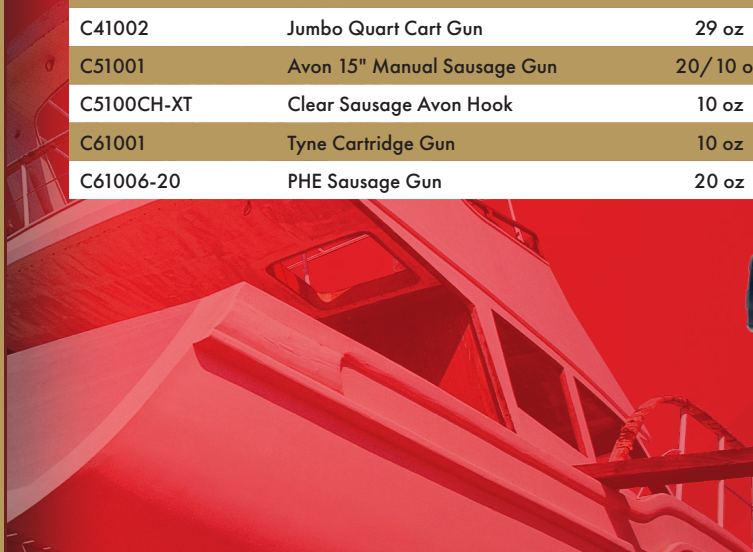 C41002 Jumbo Quart Cart Gun 29 oz
C51001 Avon 15" Manual Sausage Gun 20/10 o
C5100CH-XT Clear Sausage Avon Hook 10 oz
C61001 Tyne Cartridge Gun 10 oz
C61006-20 PHE Sausage Gun 20 oz